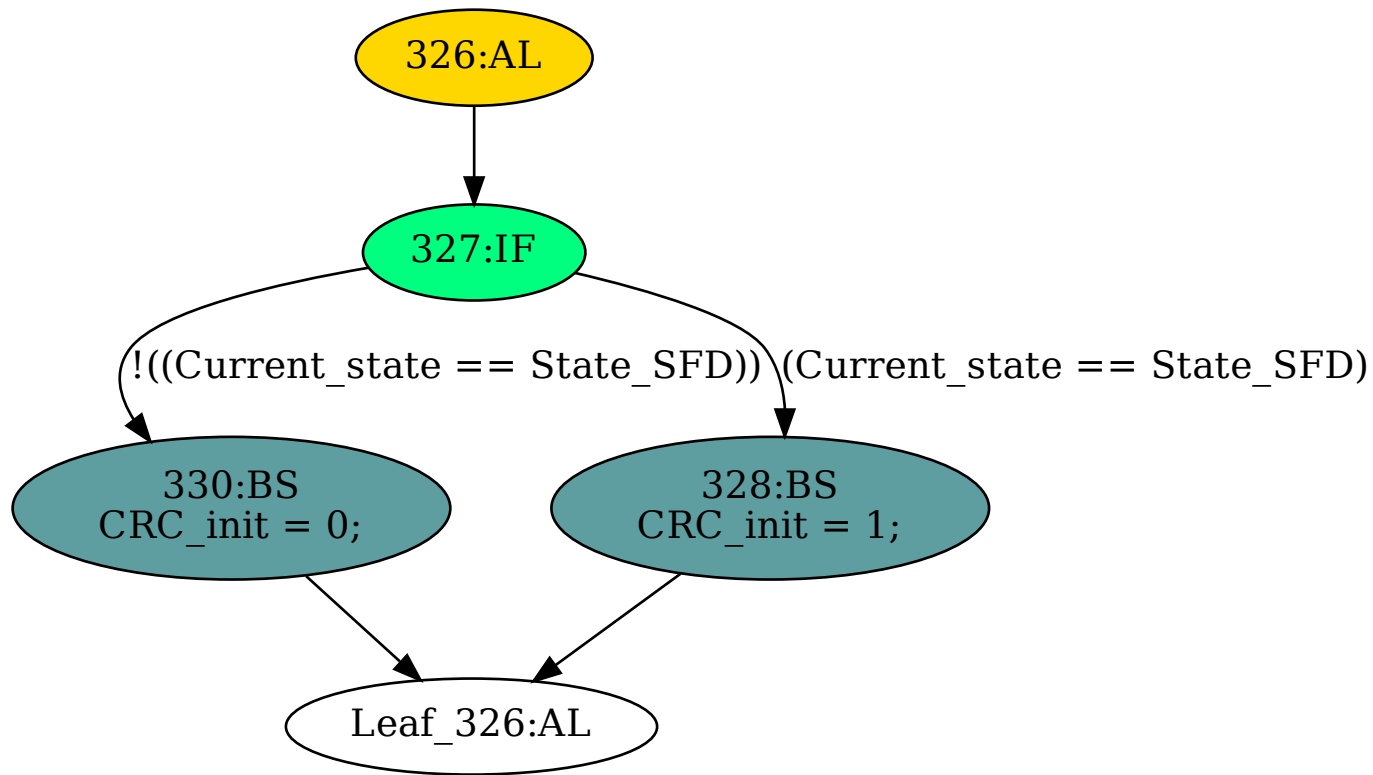 326:AL
327:IF
!((Current_state == State_SFD))
(Current_state == State_SFD)
330:BS
CRC_init = 0;
328:BS
CRC_init = 1;
Leaf_326:AL